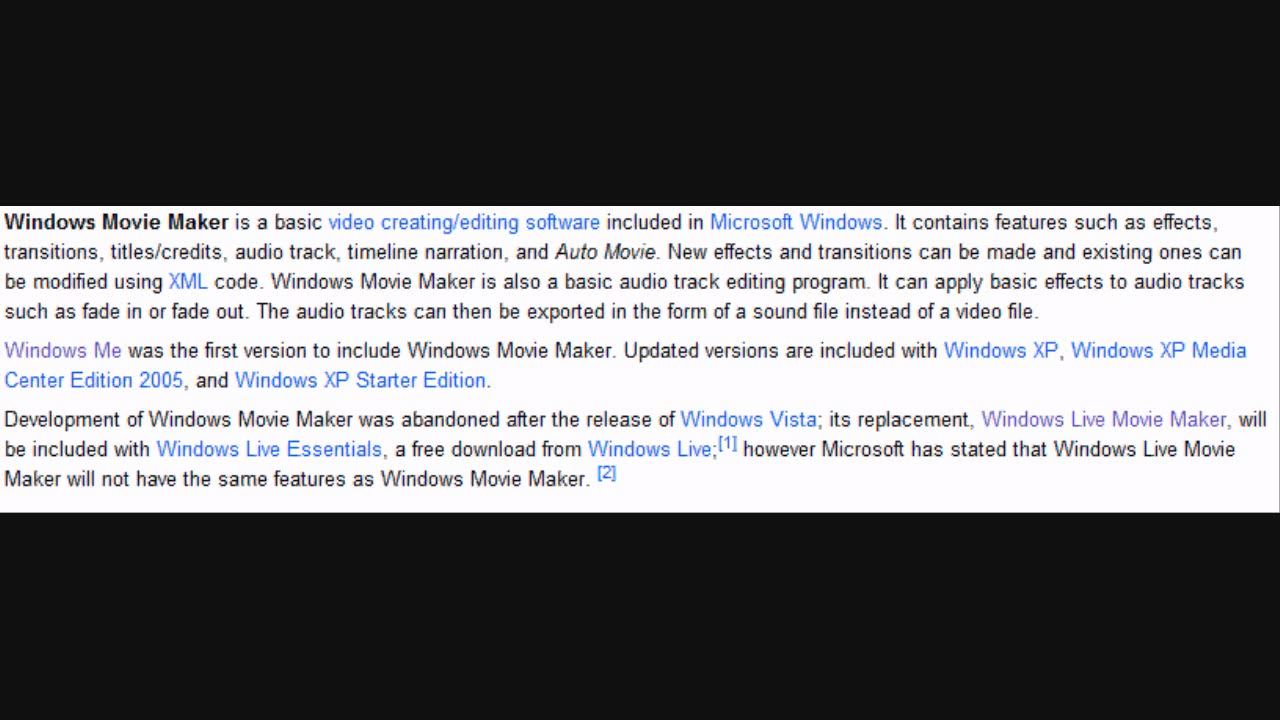 Windows Movie Maker is a basic video creating/editing software included in Microsoft Windows. It contains features such as effects,
transitions, titles/credits, audio track, timeline narration, and Auto Movie. New effects and transitions can be made and existing ones can
be modified using XML code. Windows Movie Maker is also a basic audio track editing program. It can apply basic effects to audio tracks
such as fade in or fade out. The audio tracks can then be exported in the form of a sound file instead of a video file.
Windows Me was the first version to include Windows Movie Maker. Updated versions are included with Windows XP, Windows XP Media
Center Edition 2005, and Windows XP Starter Edition.
Development of Windows Movie Maker was abandoned after the release of Windows Vista; its replacement, Windows Live Movie Maker, will
be included with Windows Live Essentials, a free download from Windows Live;[1] however Microsoft has stated that Windows Live Movie
Maker will not have the same features as Windows Movie Maker. [2]